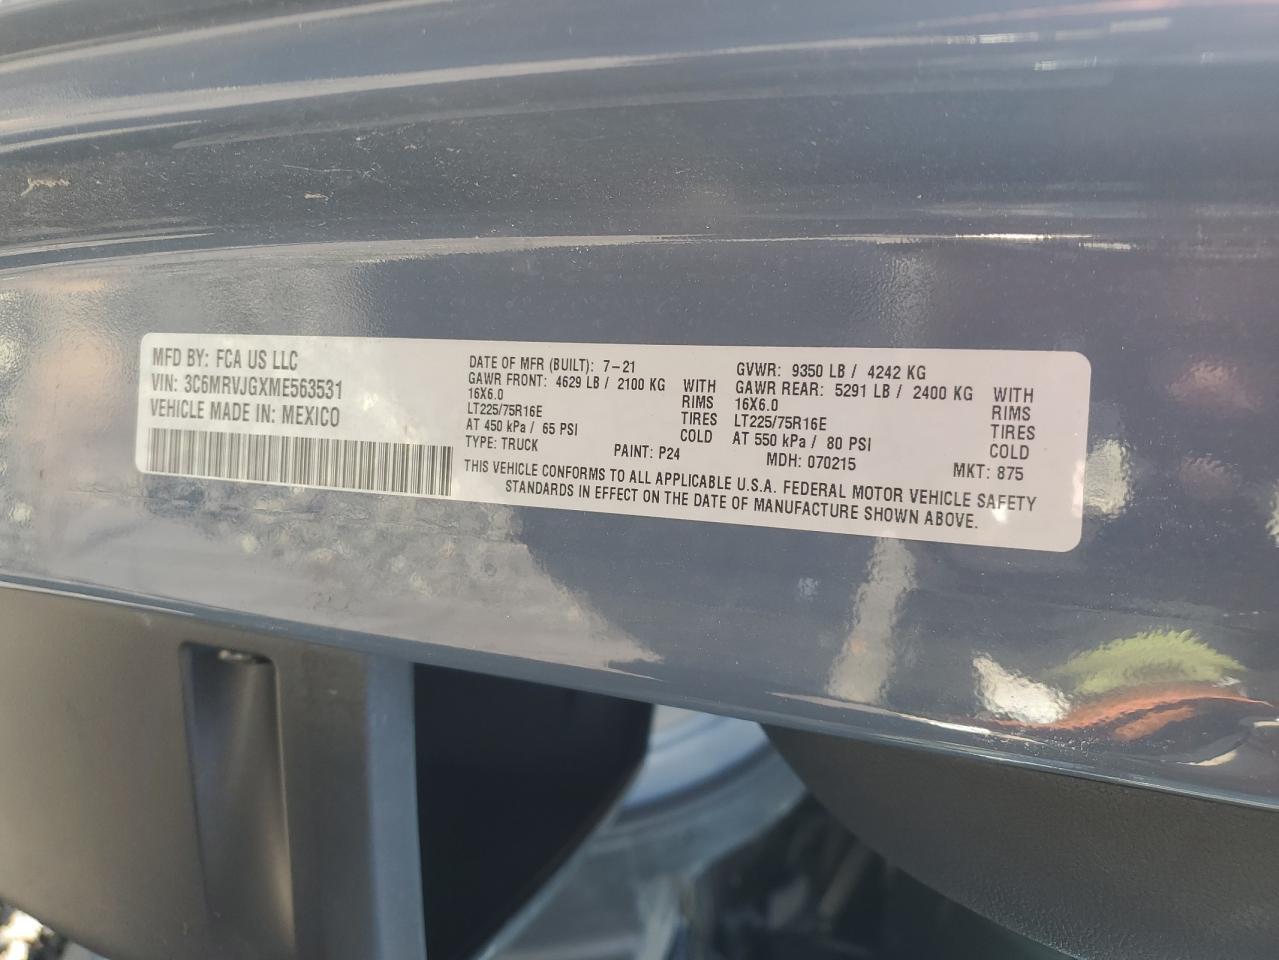 MFD BY: FCA US LLC
VIN: 3C6MRVJGXME563531
VEHICLE MADE IN: MEXICO
DATE OF MFR (BUILT): 7-21
GAWR FRONT: 4629 LB / 2100 KG WITH
16X6.0 RIMS
LT225/75R16E TIRES
AT 450 kPa / 65 PSI COLD
TYPE: TRUCK PAINT: P24
GVWR: 9350 LB / 4242 KG
GAWR REAR: 5291 LB / 2400 KG WITH
16X6.0 RIMS
LT225/75R16E TIRES
AT 550 kPa / 80 PSI COLD
MDH: 070215 MKT: 875
THIS VEHICLE CONFORMS TO ALL APPLICABLE U.S.A. FEDERAL MOTOR VEHICLE SAFETY
STANDARDS IN EFFECT ON THE DATE OF MANUFACTURE SHOWN ABOVE.